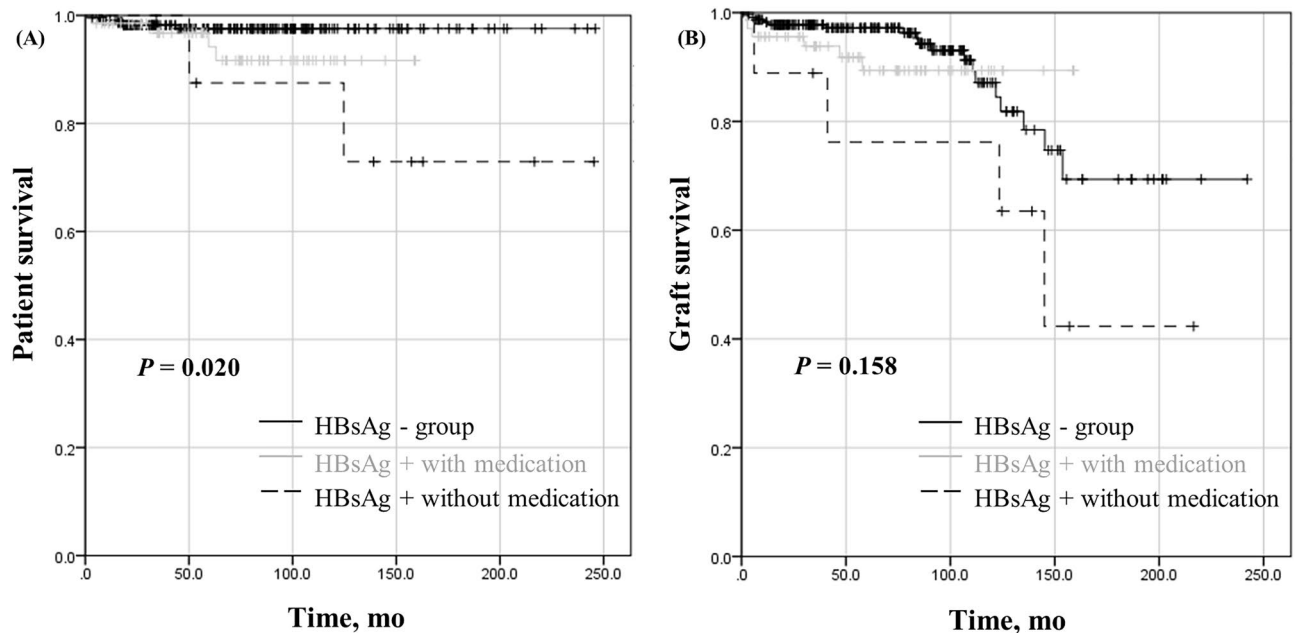 (A)
1.0
0.8
0.6
0.4
0.2
0.0
Patient survival
P = 0.020
HBsAg - group
HBsAg + with medication
HBsAg + without medication
.0 50.0 100.0 150.0 200.0 250.0
Time, mo
(B)
1.0
0.8
0.6
0.4
0.2
0.0
Graft survival
P = 0.158
HBsAg - group
HBsAg + with medication
HBsAg + without medication
.0 50.0 100.0 150.0 200.0 250.0
Time, mo